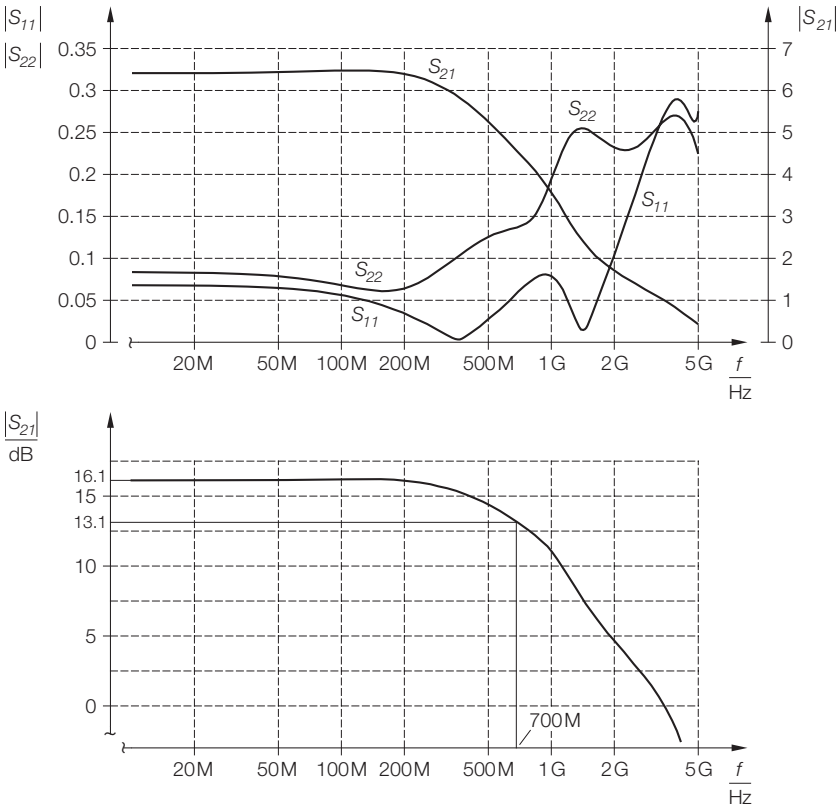 |S11| |S21|
|S22| 0.35 7
S21
0.3 6
0.25 S22 5
0.2 4
S11
0.15 3
0.1 S22 2
0.05 S11 1
0 0
20M 50M 100M 200M 500M 1G 2G 5G f
Hz
|S21|
dB
16.1
15
13.1
10
5
0
700M
20M 50M 100M 200M 500M 1G 2G 5G f
Hz